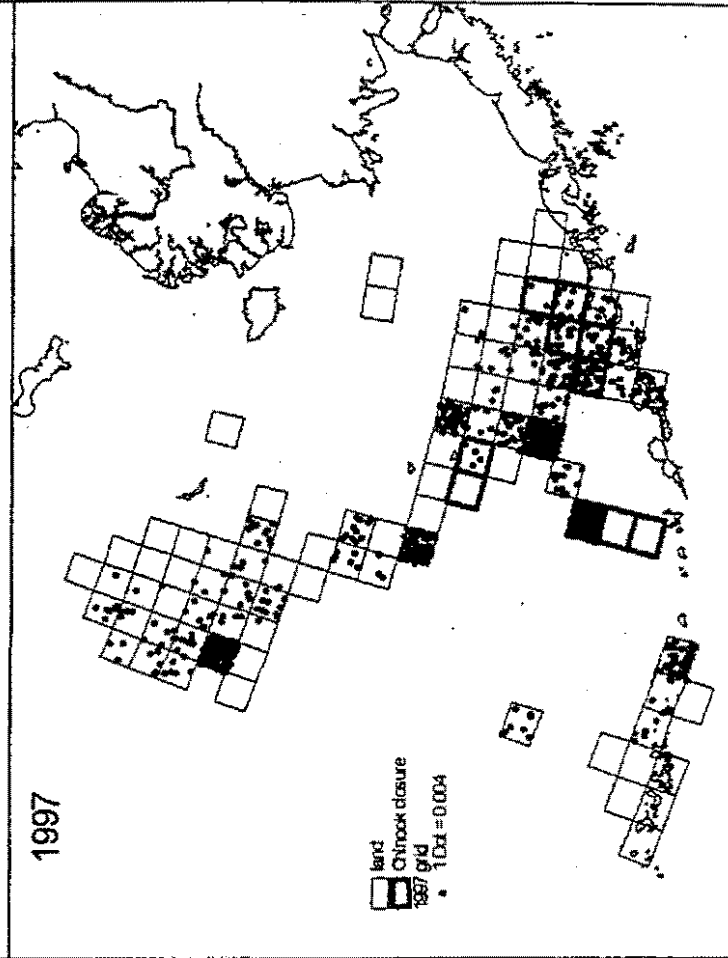 1997
land
Chinook closure
1997 grid
1 Dot = 0.004